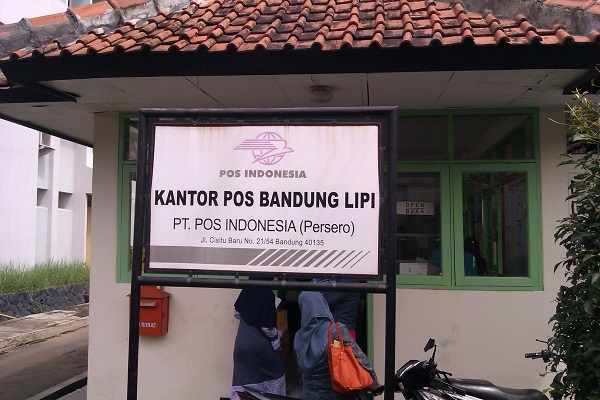 POS INDONESIA
KANTOR POS BANDUNG LIPI
PT. POS INDONESIA (Persero)
Jl. Cisitu Baru No. 21/54 Bandung 40135
OPEN
BUKA